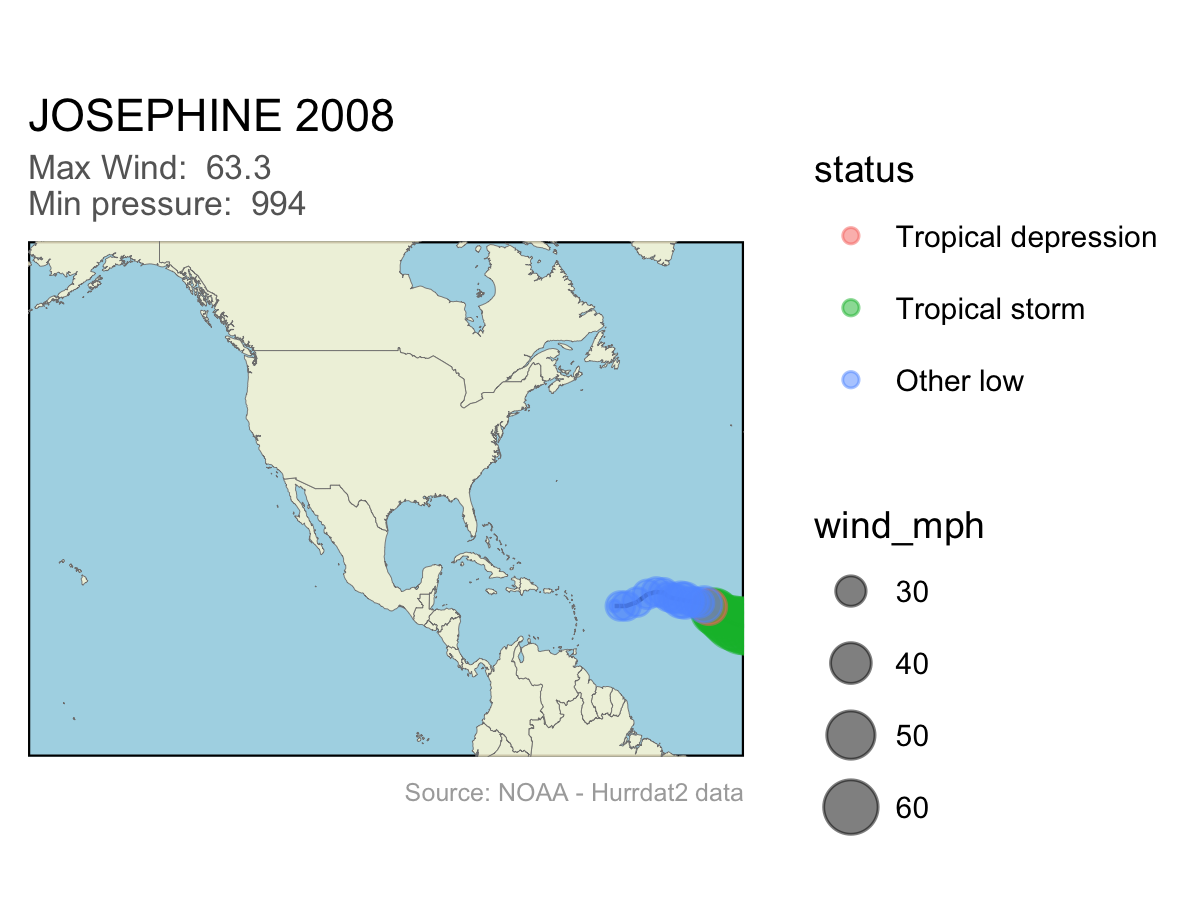 JOSEPHINE 2008
Max Wind:  63.3
Min pressure:  994
status
Tropical depression
Tropical storm
Other low
wind_mph
30
40
50
60
Source: NOAA - Hurrdat2 data